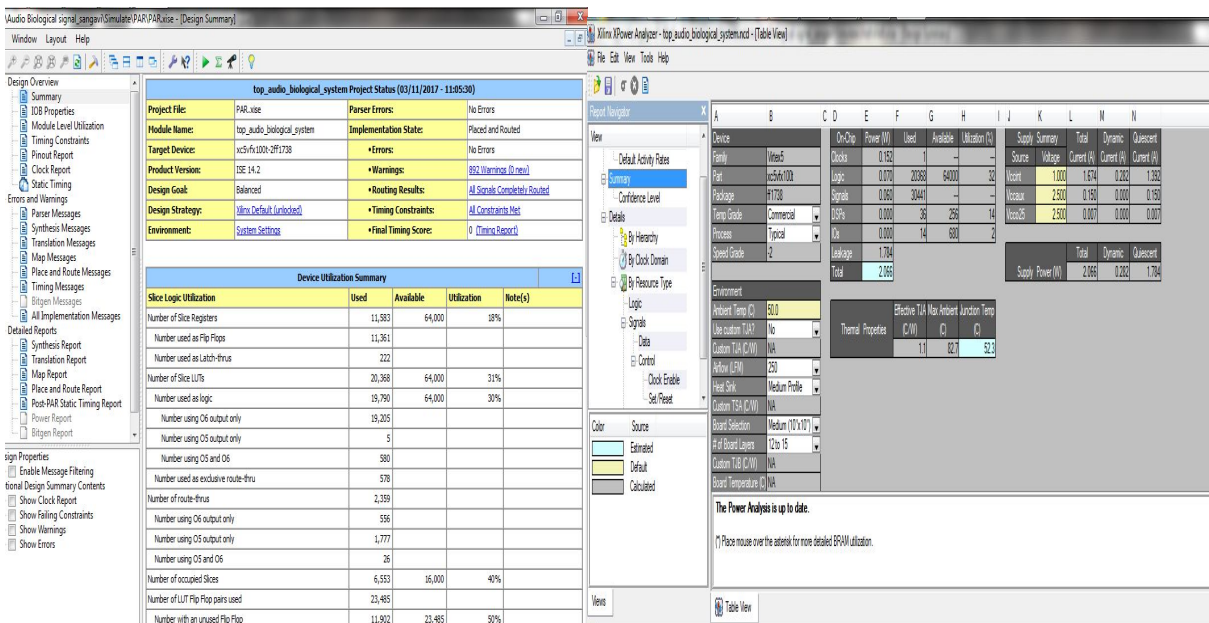 \Audio Biological signal_sangavi\Simulate\PAR\PAR.xise - [Design Summary]
Window Layout Help
Design Overview
Summary
IOB Properties
Module Level Utilization
Timing Constraints
Pinout Report
Clock Report
Static Timing
Errors and Warnings
Parser Messages
Synthesis Messages
Translation Messages
Map Messages
Place and Route Messages
Timing Messages
Bitgen Messages
All Implementation Messages
Detailed Reports
Synthesis Report
Translation Report
Map Report
Place and Route Report
Post-PAR Static Timing Report
Power Report
Bitgen Report
sign Properties
Enable Message Filtering
tional Design Summary Contents
Show Clock Report
Show Failing Constraints
Show Warnings
Show Errors
top_audio_biological_system Project Status (03/11/2017 - 11:05:30)
Project File: PAR.xise Parser Errors: No Errors
Module Name: top_audio_biological_system Implementation State: Placed and Routed
Target Device: xc5vfx100t-2ff1738 •Errors: No Errors
Product Version: ISE 14.2 •Warnings: 892 Warnings (0 new)
Design Goal: Balanced •Routing Results: All Signals Completely Routed
Design Strategy: Xilinx Default (unlocked) •Timing Constraints: All Constraints Met
Environment: System Settings •Final Timing Score: 0 (Timing Report)
Device Utilization Summary [-]
Slice Logic Utilization Used Available Utilization Note(s)
Number of Slice Registers 11,583 64,000 18%
Number used as Flip Flops 11,361
Number used as Latch-thrus 222
Number of Slice LUTs 20,368 64,000 31%
Number used as logic 19,790 64,000 30%
Number using O6 output only 19,205
Number using O5 output only 5
Number using O5 and O6 580
Number used as exclusive route-thru 578
Number of route-thrus 2,359
Number using O6 output only 556
Number using O5 output only 1,777
Number using O5 and O6 26
Number of occupied Slices 6,553 16,000 40%
Number of LUT Flip Flop pairs used 23,485
Number with an unused Flip Flop 11,902 23,485 50%
Xilinx XPower Analyzer - top_audio_biological_system.ncd - [Table View]
File Edit View Tools Help
Report Navigator X
View
Default Activity Rates
Summary
Confidence Level
Details
By Hierarchy
By Clock Domain
By Resource Type
Logic
Signals
Data
Control
Clock Enable
Set/Reset
Color Source
Estimated
Default
Calculated
Views
A B C D E F G H I J K L M N
Device
Family Virtex5
Part xc5vfx100t
Package ff1738
Temp Grade Commercial
Process Typical
Speed Grade -2
Environment
Ambient Temp (C) 50.0
Use custom TJA? No
Custom TJA (C/W) NA
Airflow (LFM) 250
Heat Sink Medium Profile
Custom TSA (C/W) NA
Board Selection Medium (10"x10")
# of Board Layers 12 to 15
Custom TJB (C/W) NA
Board Temperature (C) NA
On-Chip Power (W) Used Available Utilization (%)
Clocks 0.152 1 -- --
Logic 0.070 20368 64000 32
Signals 0.060 30441 -- --
DSPs 0.000 36 256 14
IOs 0.000 14 680 2
Leakage 1.784
Total 2.066
Effective TJA Max Ambient Junction Temp
Thermal Properties (C/W) (C) (C)
1.1 82.7 52.3
Supply Summary Total Dynamic Quiescent
Source Voltage Current (A) Current (A) Current (A)
Vccint 1.000 1.674 0.282 1.392
Vccaux 2.500 0.150 0.000 0.150
Vcco25 2.500 0.007 0.000 0.007
Total Dynamic Quiescent
Supply Power (W) 2.066 0.282 1.784
The Power Analysis is up to date.
(*) Place mouse over the asterisk for more detailed BRAM utilization.
Table View